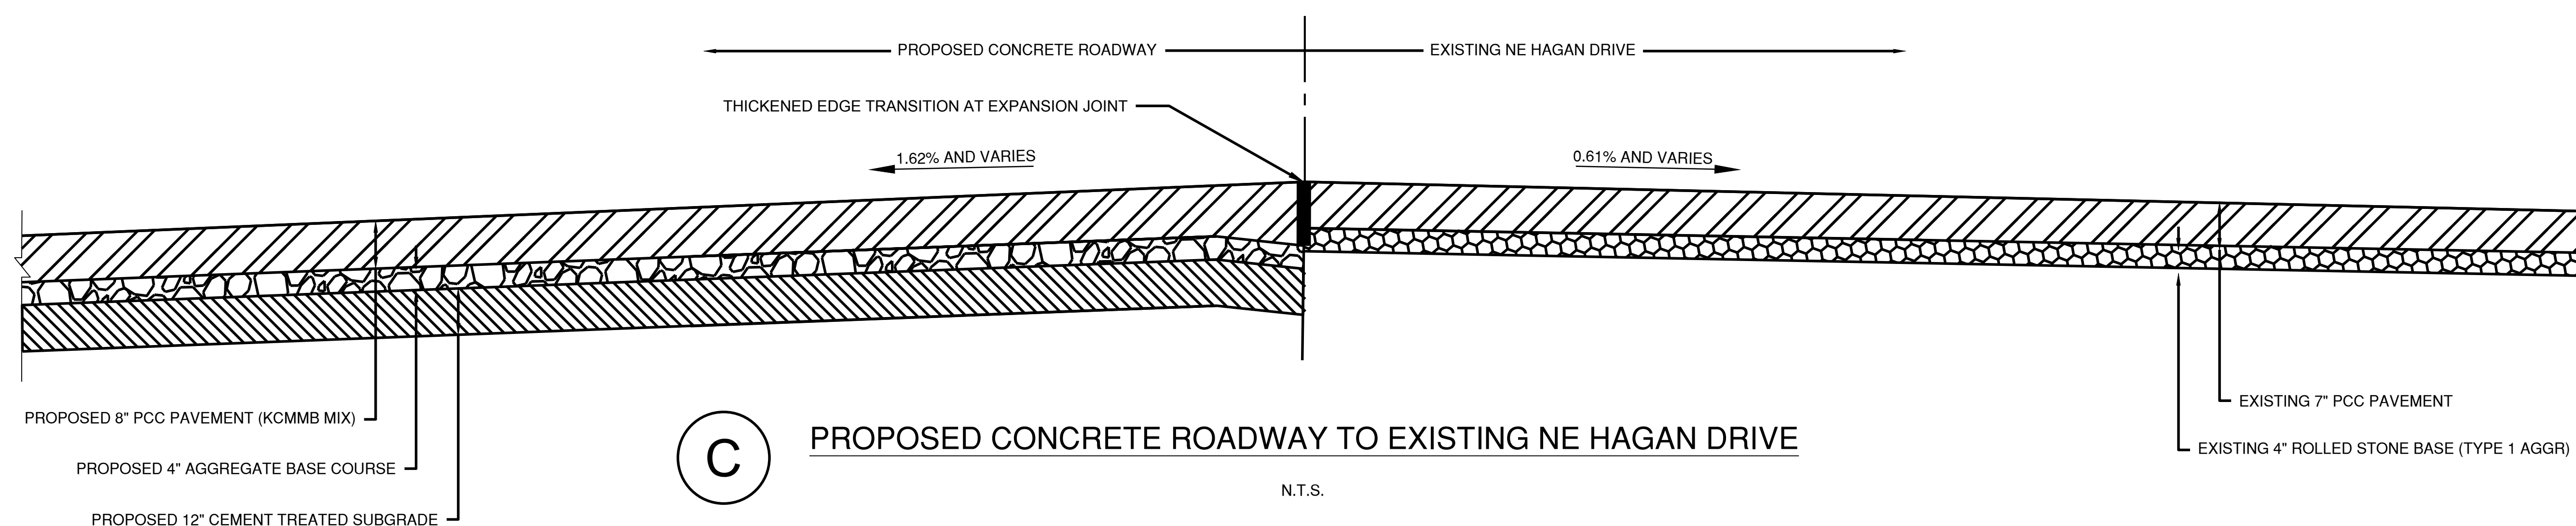 PROPOSED CONCRETE ROADWAY
EXISTING NE HAGAN DRIVE
THICKENED EDGE TRANSITION AT EXPANSION JOINT
1.62% AND VARIES
0.61% AND VARIES
PROPOSED 8" PCC PAVEMENT (KCMMB MIX)
PROPOSED 4" AGGREGATE BASE COURSE
PROPOSED 12" CEMENT TREATED SUBGRADE
C
PROPOSED CONCRETE ROADWAY TO EXISTING NE HAGAN DRIVE
N.T.S.
EXISTING 7" PCC PAVEMENT
EXISTING 4" ROLLED STONE BASE (TYPE 1 AGGR)